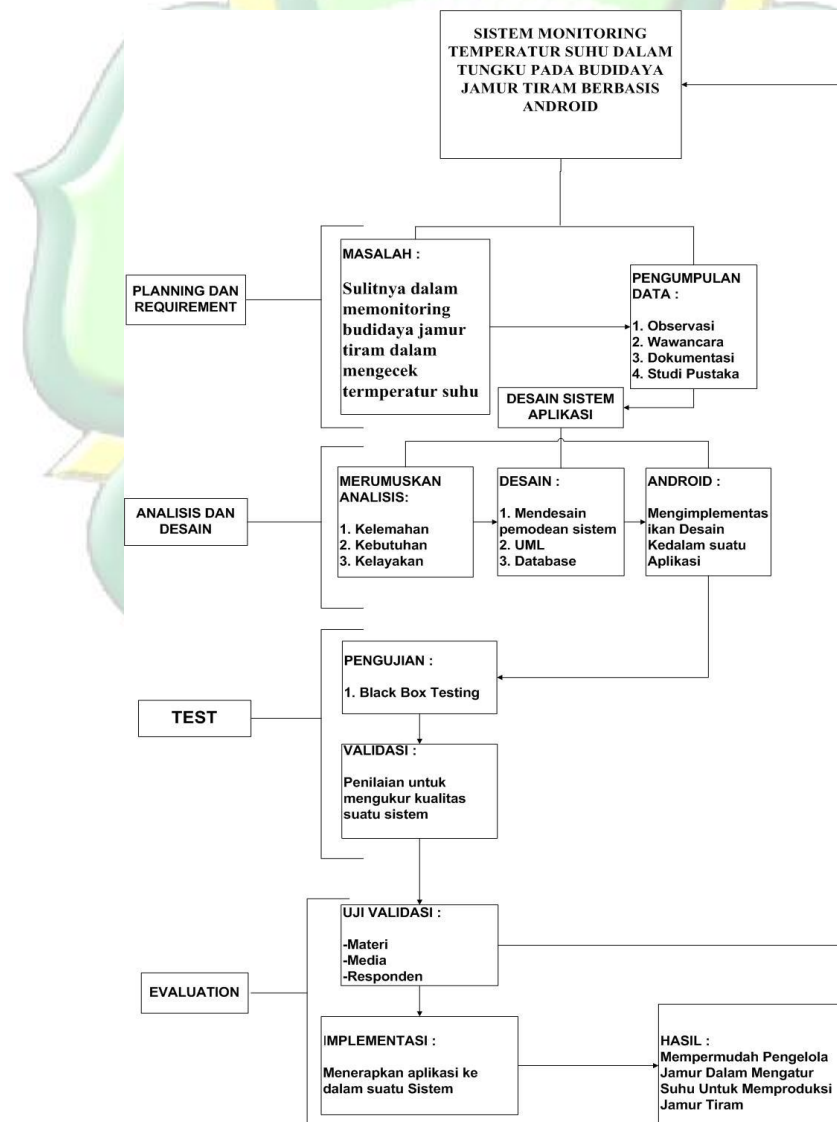 SISTEM MONITORING
TEMPERATUR SUHU DALAM
TUNGKU PADA BUDIDAYA
JAMUR TIRAM BERBASIS
ANDROID
PLANNING DAN
REQUIREMENT
MASALAH :
Sulitnya dalam
memonitoring
budidaya jamur
tiram dalam
mengecek
termperatur suhu
PENGUMPULAN
DATA :
1. Observasi
2. Wawancara
3. Dokumentasi
4. Studi Pustaka
DESAIN SISTEM
APLIKASI
ANALISIS DAN
DESAIN
MERUMUSKAN
ANALISIS:
1. Kelemahan
2. Kebutuhan
3. Kelayakan
DESAIN :
1. Mendesain
pemodean sistem
2. UML
3. Database
ANDROID :
Mengimplementas
ikan Desain
Kedalam suatu
Aplikasi
TEST
PENGUJIAN :
1. Black Box Testing
VALIDASI :
Penilaian untuk
mengukur kualitas
suatu sistem
EVALUATION
UJI VALIDASI :
-Materi
-Media
-Responden
IMPLEMENTASI :
Menerapkan aplikasi ke
dalam suatu Sistem
HASIL :
Mempermudah Pengelola
Jamur Dalam Mengatur
Suhu Untuk Memproduksi
Jamur Tiram